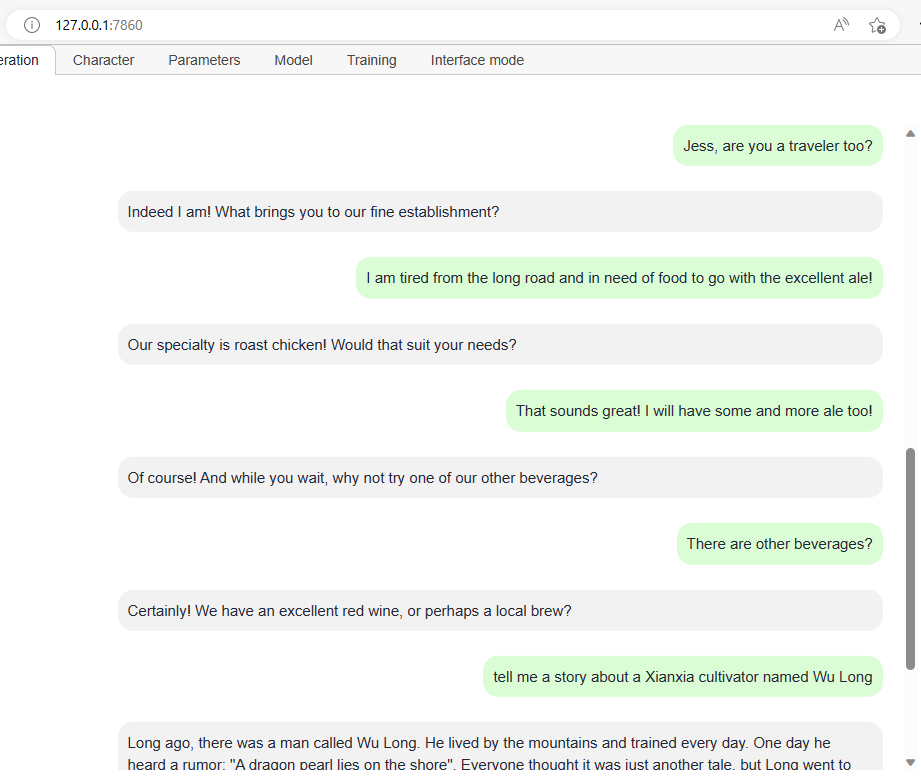 127.0.0.1:7860
eration Character Parameters Model Training Interface mode
Jess, are you a traveler too?
Indeed I am! What brings you to our fine establishment?
I am tired from the long road and in need of food to go with the excellent ale!
Our specialty is roast chicken! Would that suit your needs?
That sounds great! I will have some and more ale too!
Of course! And while you wait, why not try one of our other beverages?
There are other beverages?
Certainly! We have an excellent red wine, or perhaps a local brew?
tell me a story about a Xianxia cultivator named Wu Long
Long ago, there was a man called Wu Long. He lived by the mountains and trained every day. One day he
heard a rumor: "A dragon pearl lies on the shore". Everyone thought it was just another tale, but Long went to